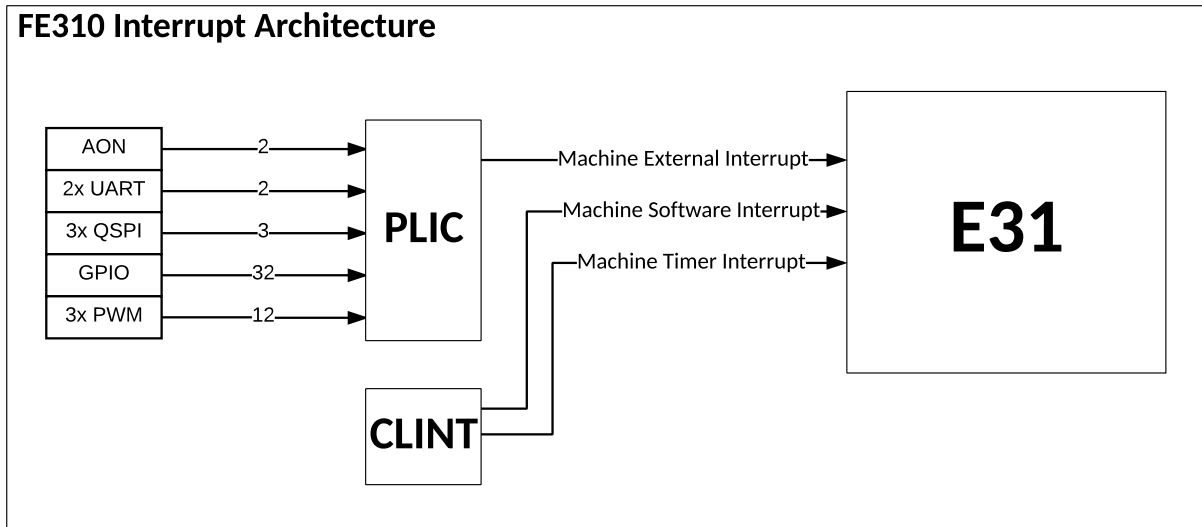 FE310 Interrupt Architecture
AON
2
2x UART
2
3x QSPI
3
GPIO
32
3x PWM
12
PLIC
CLINT
Machine External Interrupt
Machine Software Interrupt
Machine Timer Interrupt
E31